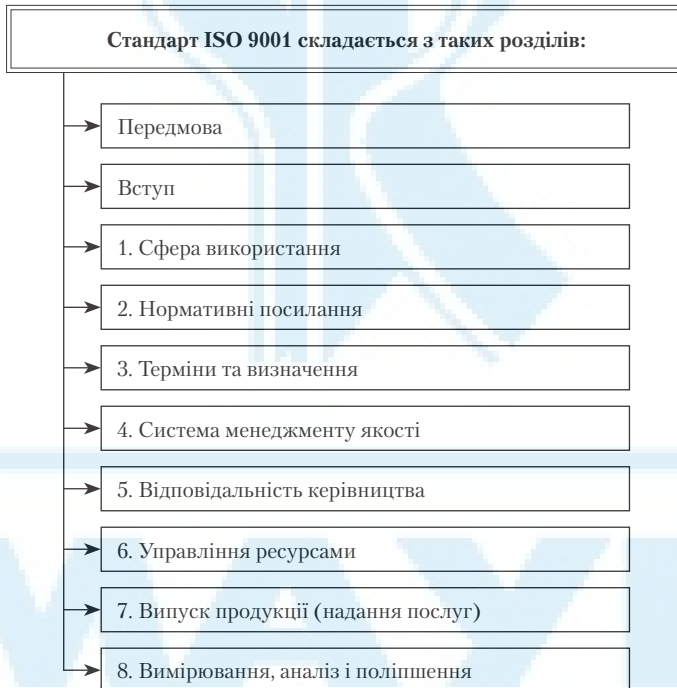 Стандарт ISO 9001 складається з таких розділів:
Передмова
Вступ
1. Сфера використання
2. Нормативні посилання
3. Терміни та визначення
4. Система менеджменту якості
5. Відповідальність керівництва
6. Управління ресурсами
7. Випуск продукції (надання послуг)
8. Вимірювання, аналіз і поліпшення